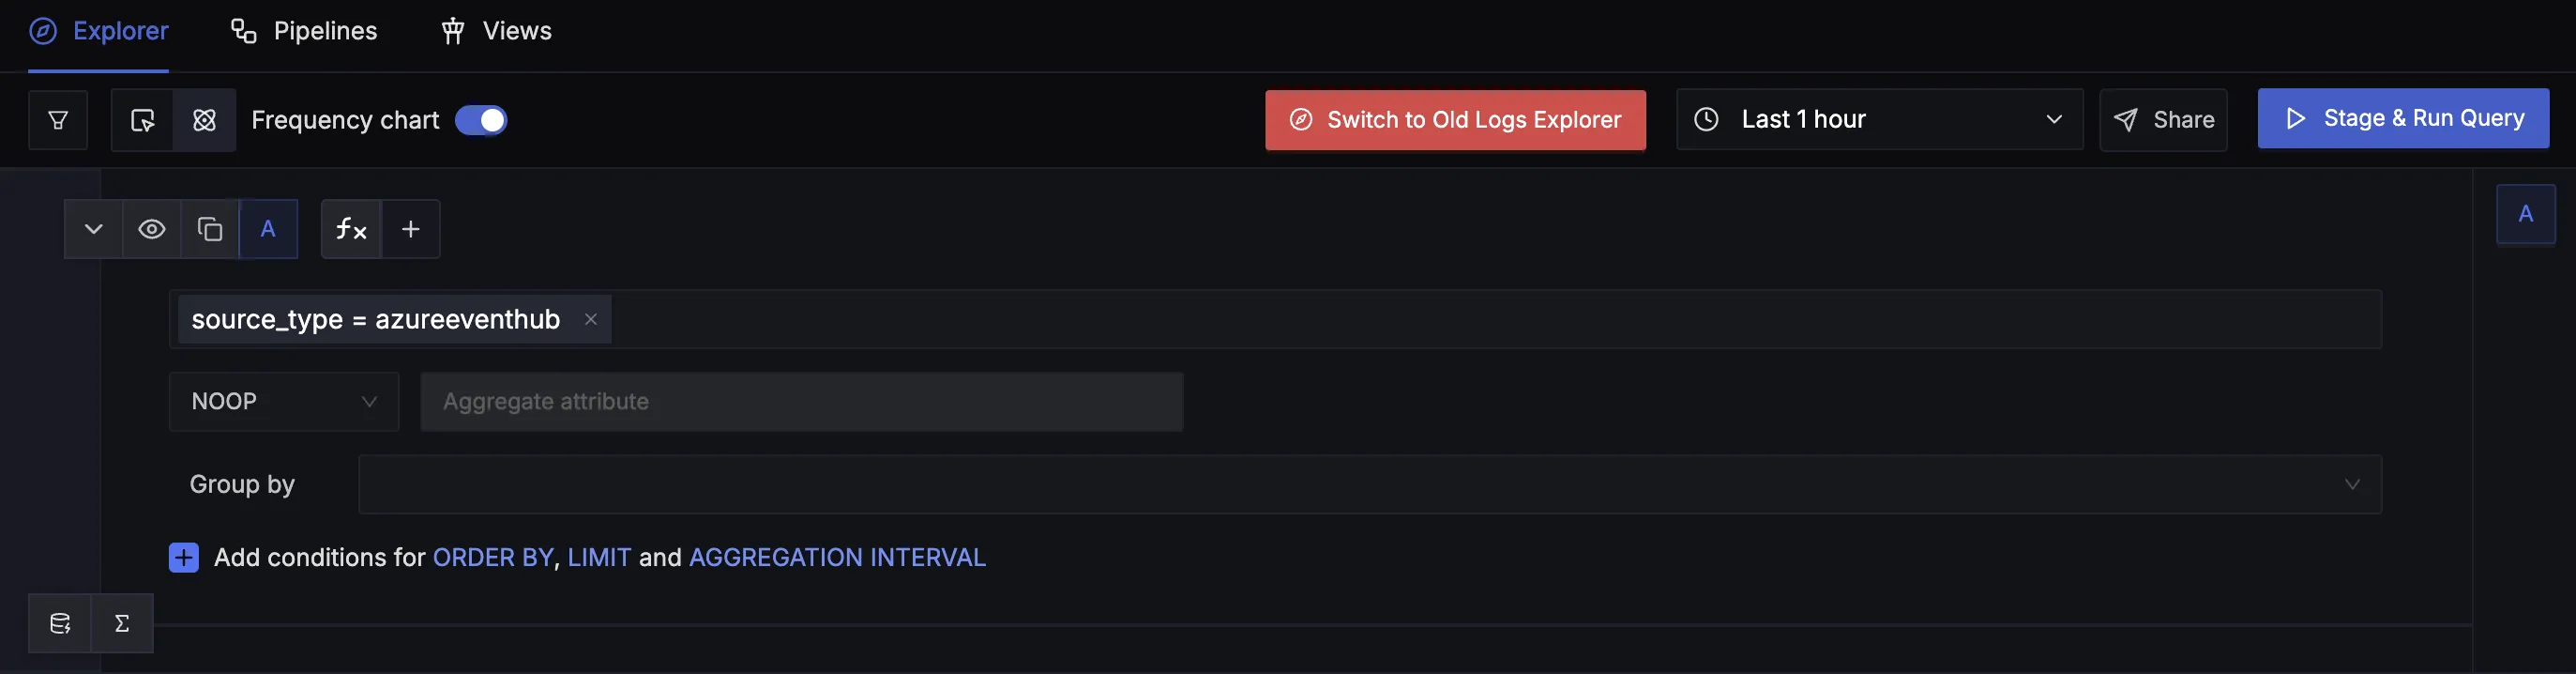 Explorer Pipelines Views
Frequency chart Switch to Old Logs Explorer Last 1 hour Share Stage & Run Query
A fx + A
source_type = azureeventhub ×
NOOP Aggregate attribute
Group by
+ Add conditions for ORDER BY, LIMIT and AGGREGATION INTERVAL
Σ